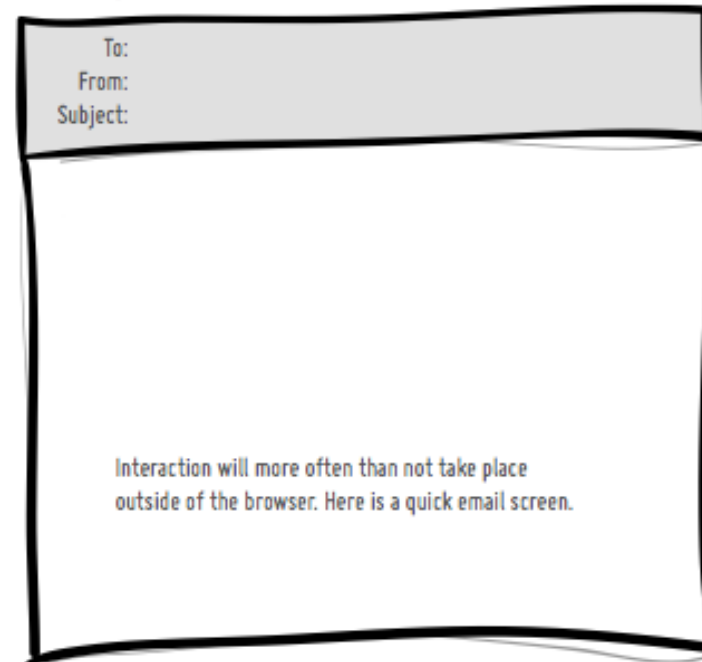 To:
From:
Subject:
Interaction will more often than not take place
outside of the browser. Here is a quick email screen.